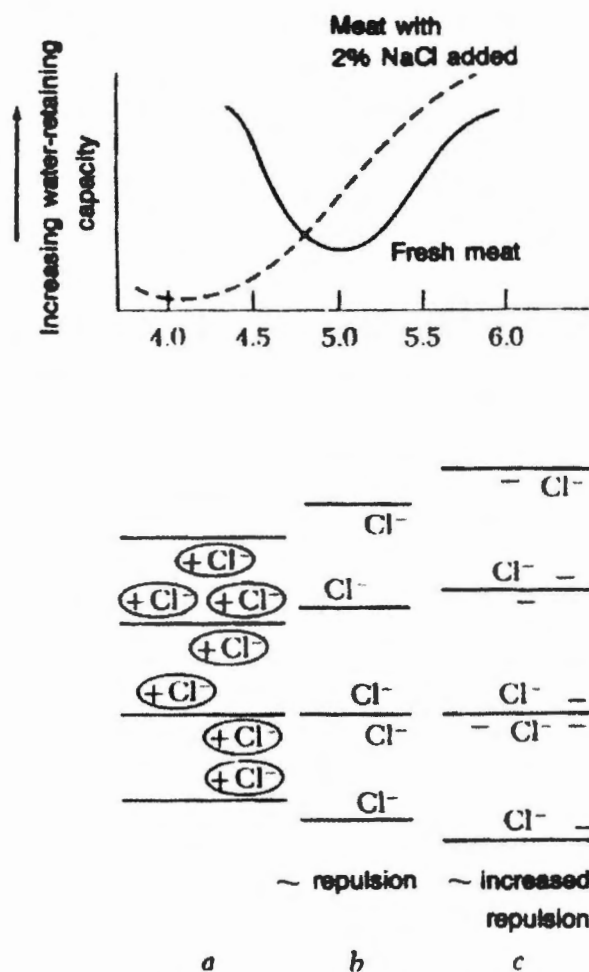 Meat with
2% NaCl added
Increasing water-retaining
capacity
Fresh meat
4.0 4.5 5.0 5.5 6.0
− Cl−
Cl−
+ Cl−
Cl− −
+ Cl− + Cl− Cl−
−
+ Cl−
+ Cl− Cl− Cl− −
+ Cl− Cl− − Cl− −
+ Cl− Cl− Cl− −
~ repulsion ~ increased
repulsion
a b c